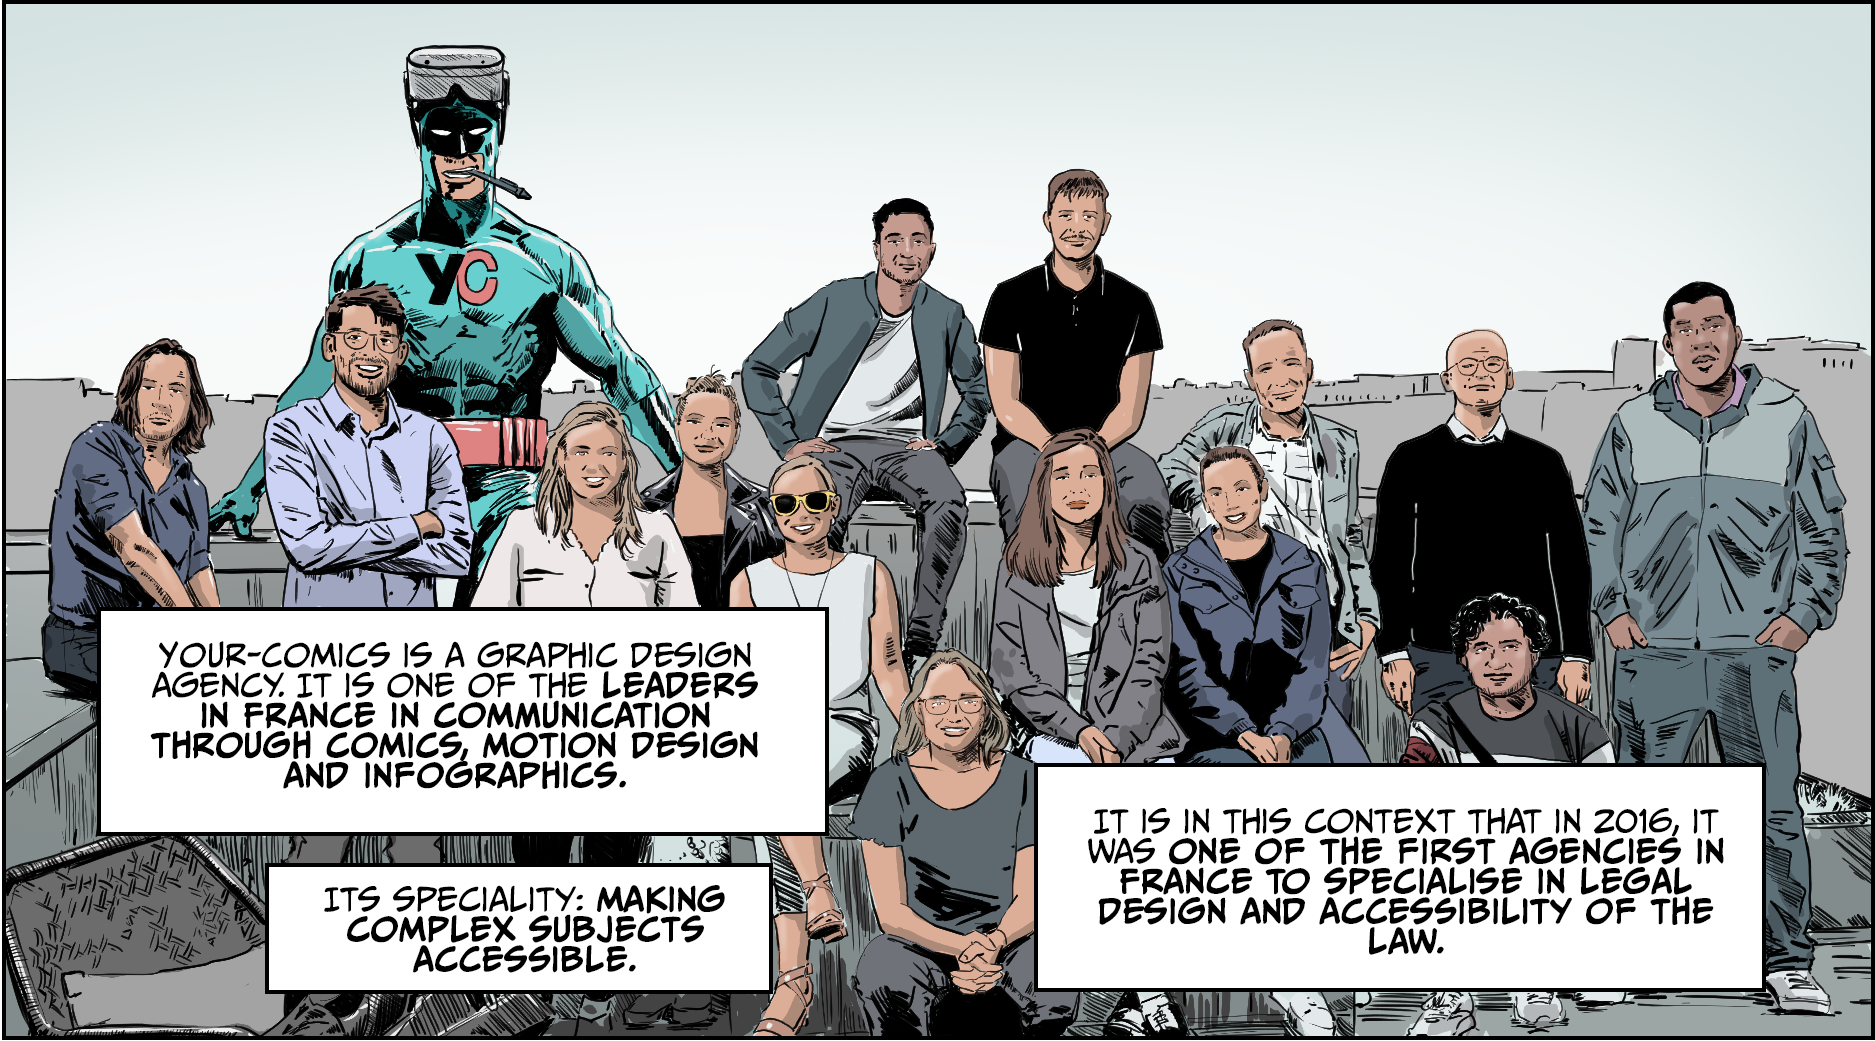 YC
YOUR-COMICS IS A GRAPHIC DESIGN
AGENCY. IT IS ONE OF THE LEADERS
IN FRANCE IN COMMUNICATION
THROUGH COMICS, MOTION DESIGN
AND INFOGRAPHICS.
ITS SPECIALITY: MAKING
COMPLEX SUBJECTS
ACCESSIBLE.
IT IS IN THIS CONTEXT THAT IN 2016, IT
WAS ONE OF THE FIRST AGENCIES IN
FRANCE TO SPECIALISE IN LEGAL
DESIGN AND ACCESSIBILITY OF THE
LAW.